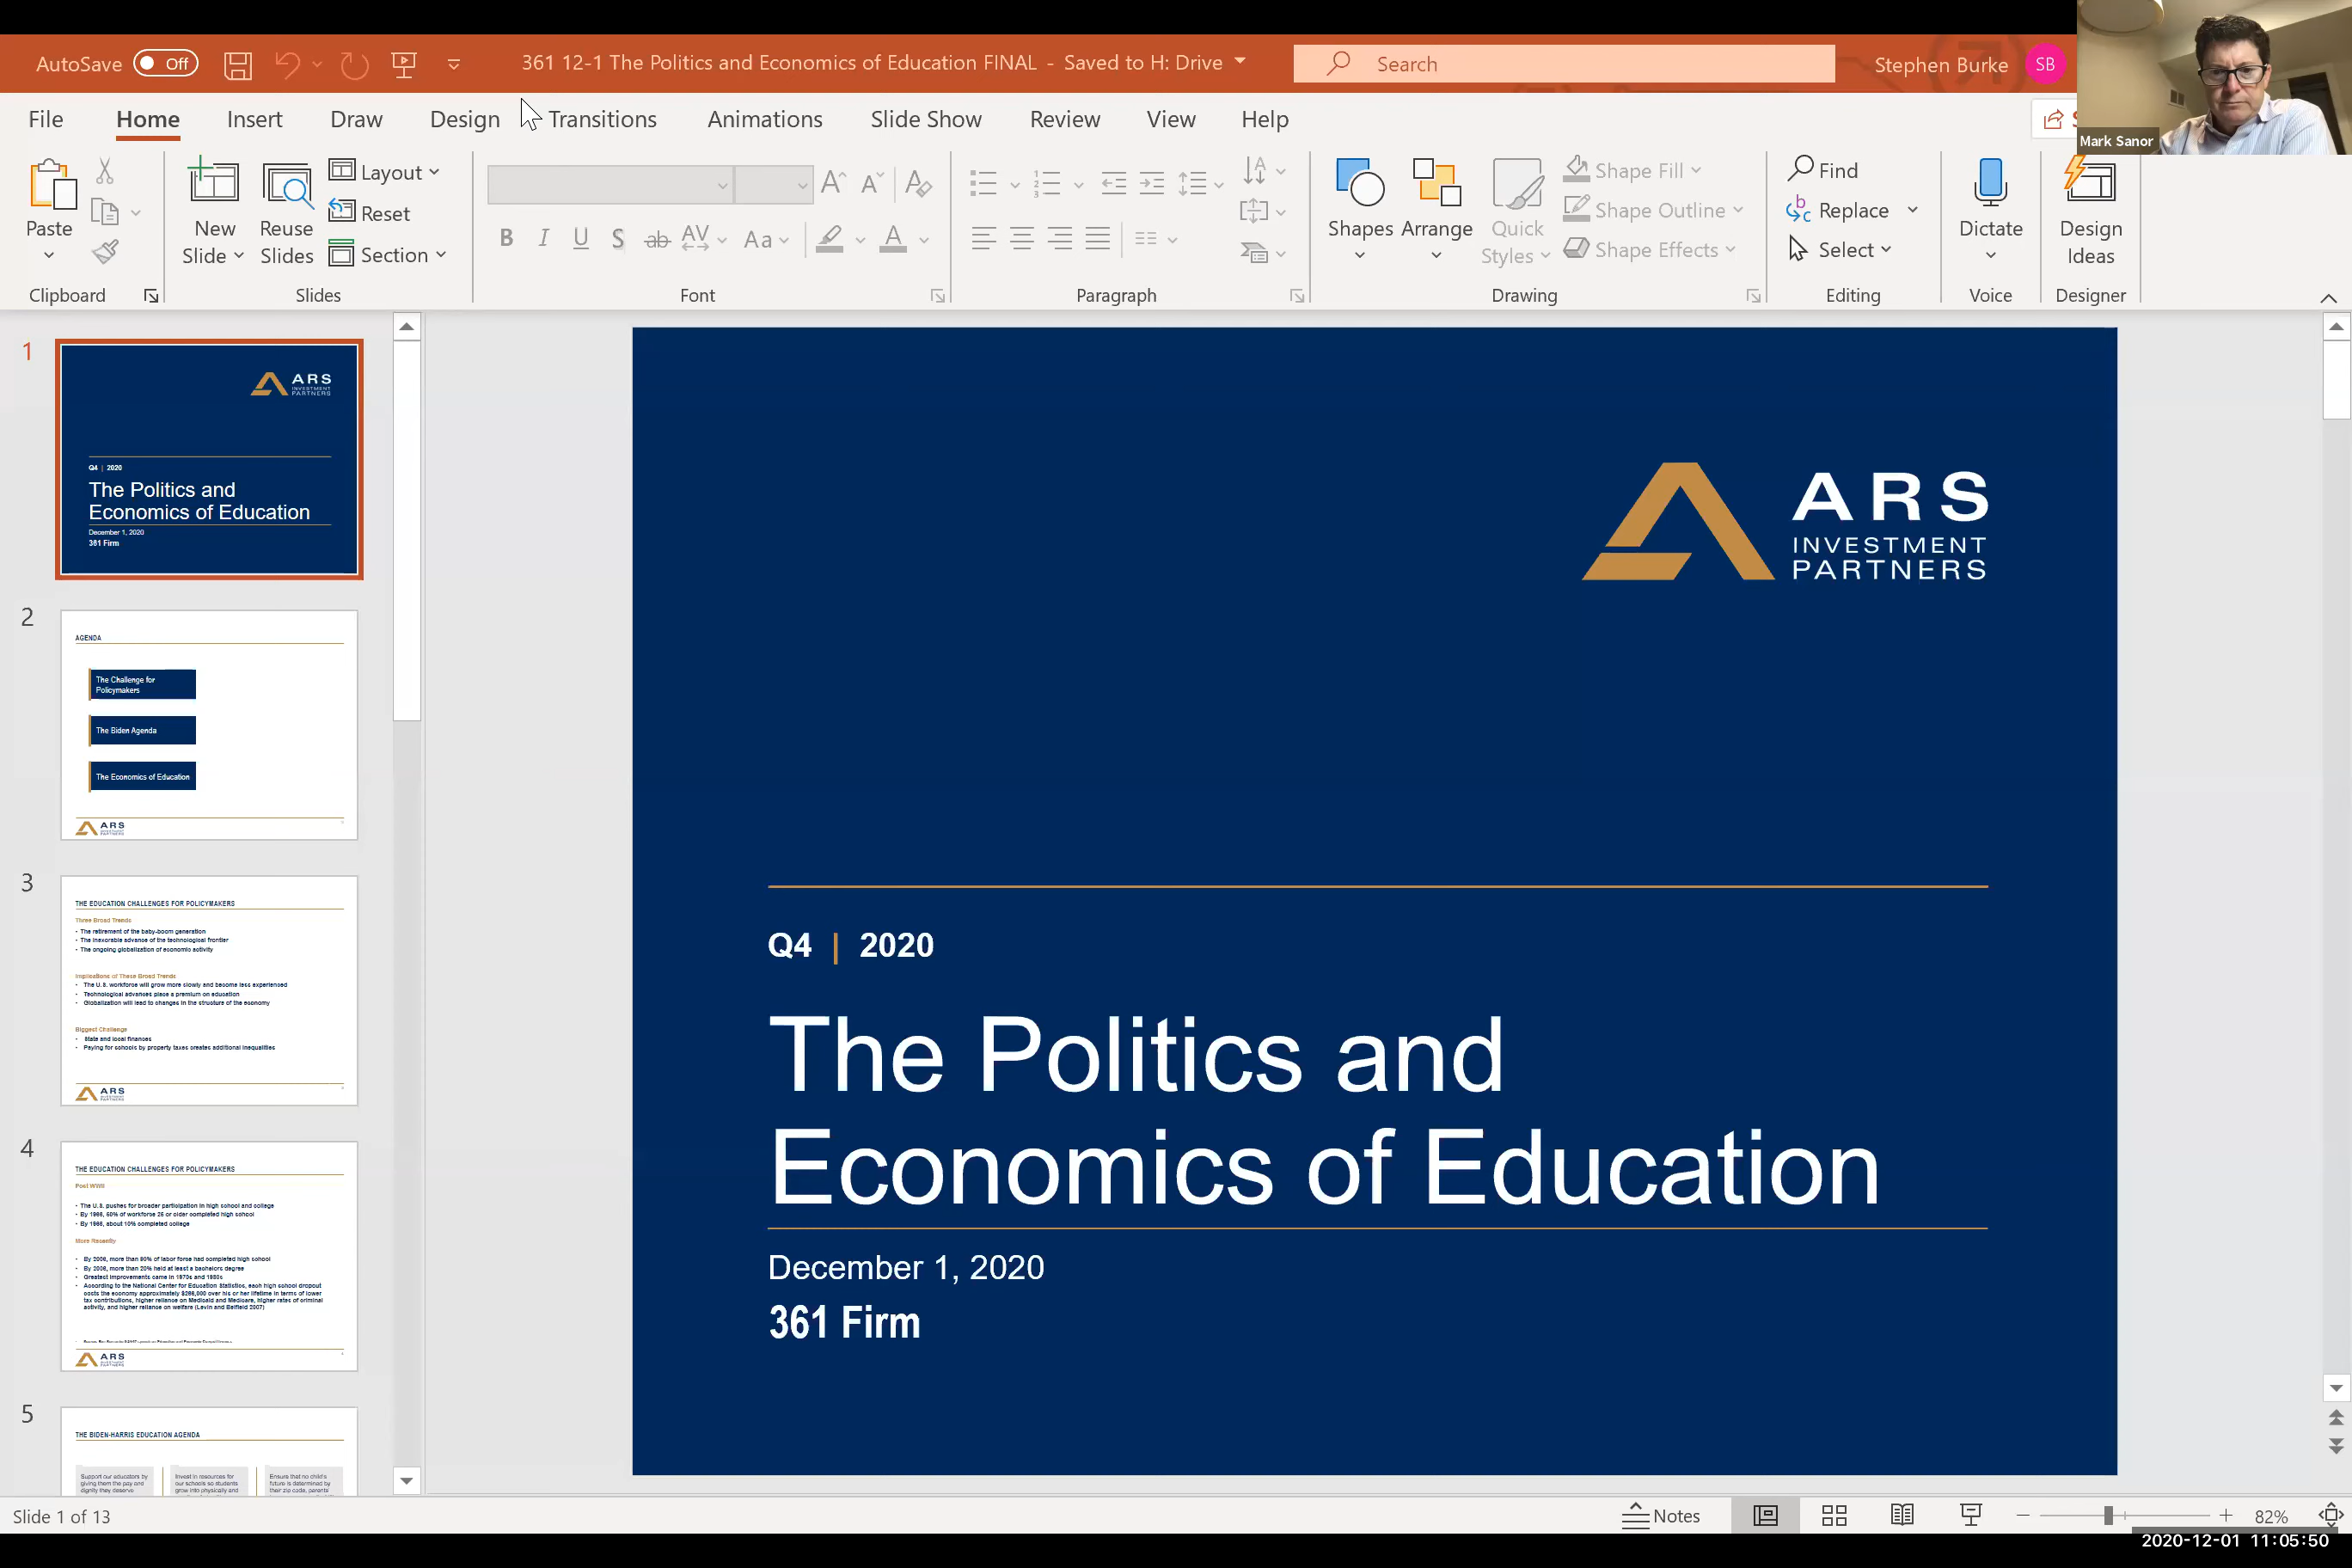 AutoSave
Off
361 12-1 The Politics and Economics of Education FINAL - Saved to H: Drive
Search
Stephen Burke
SB
Mark Sanor
File
Home
Insert
Draw
Design
Transitions
Animations
Slide Show
Review
View
Help
Paste
Clipboard
New
Slide
Reuse
Slides
Layout
Reset
Section
Slides
Font
Paragraph
Shapes
Arrange
Quick
Styles
Shape Fill
Shape Outline
Shape Effects
Drawing
Find
Replace
Select
Editing
Dictate
Voice
Design
Ideas
Designer
1
ARS
INVESTMENT
PARTNERS
Q4 | 2020
The Politics and
Economics of Education
December 1, 2020
361 Firm
2
AGENDA
The Challenge for
Policymakers
The Biden Agenda
The Economics of Education
ARS
3
THE EDUCATION CHALLENGES FOR POLICYMAKERS
Three Broad Trends
• The retirement of the baby-boom generation
• The inexorable advance of the technological frontier
• The ongoing globalization of economic activity
Implications of These Broad Trends
• The U.S. workforce will grow more slowly and become less experienced
• Technological advances place a premium on education
• Globalization will lead to changes in the structure of the economy
Biggest Challenge
• State and local finances
• Paying for schools by property taxes creates additional inequalities
ARS
4
THE EDUCATION CHALLENGES FOR POLICYMAKERS
Post WWII
• The U.S. pushes for broader participation in high school and college
• By 1966, 50% of workforce 25 or older completed high school
• By 1966, about 10% completed college
More Recently
• By 2006, more than 90% of labor force had completed high school
• By 2006, more than 20% held at least a bachelors degree
• Greatest improvements came in 1970s and 1980s
• According to the National Center for Education Statistics, each high school dropout
costs the economy approximately $266,000 over his or her lifetime in terms of lower
tax contributions, higher reliance on Medicaid and Medicare, higher rates of criminal
activity, and higher reliance on welfare (Levin and Belfield 2007)
ARS
5
THE BIDEN-HARRIS EDUCATION AGENDA
Support our educators by
giving them the pay and
dignity they deserve
Invest in resources for
our schools so students
grow into physically and
Ensure that no child's
future is determined by
their zip code, parents'
ARS
INVESTMENT
PARTNERS
Q4 | 2020
The Politics and
Economics of Education
December 1, 2020
361 Firm
Slide 1 of 13
Notes
82%
2020-12-01 11:05:50